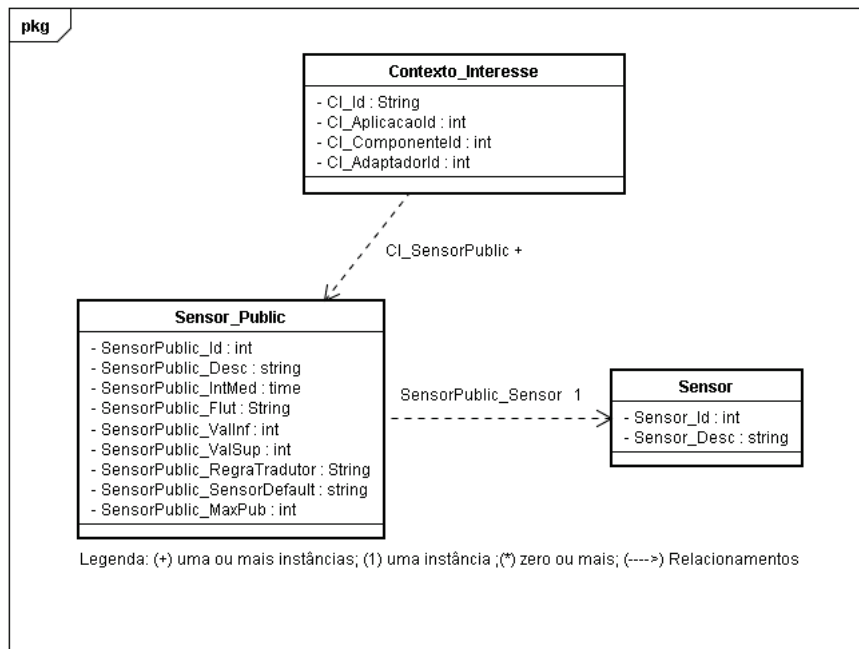 pkg
Contexto_Interesse
- CI_Id : String
- CI_AplicacaoId : int
- CI_ComponenteId : int
- CI_AdaptadorId : int
CI_SensorPublic +
Sensor_Public
- SensorPublic_Id : int
- SensorPublic_Desc : string
- SensorPublic_IntMed : time
- SensorPublic_Flut : String
- SensorPublic_ValInf : int
- SensorPublic_ValSup : int
- SensorPublic_RegraTradutor : String
- SensorPublic_SensorDefault : string
- SensorPublic_MaxPub : int
SensorPublic_Sensor 1
Sensor
- Sensor_Id : int
- Sensor_Desc : string
Legenda: (+) uma ou mais instâncias; (1) uma instância ;(*) zero ou mais; (---->) Relacionamentos